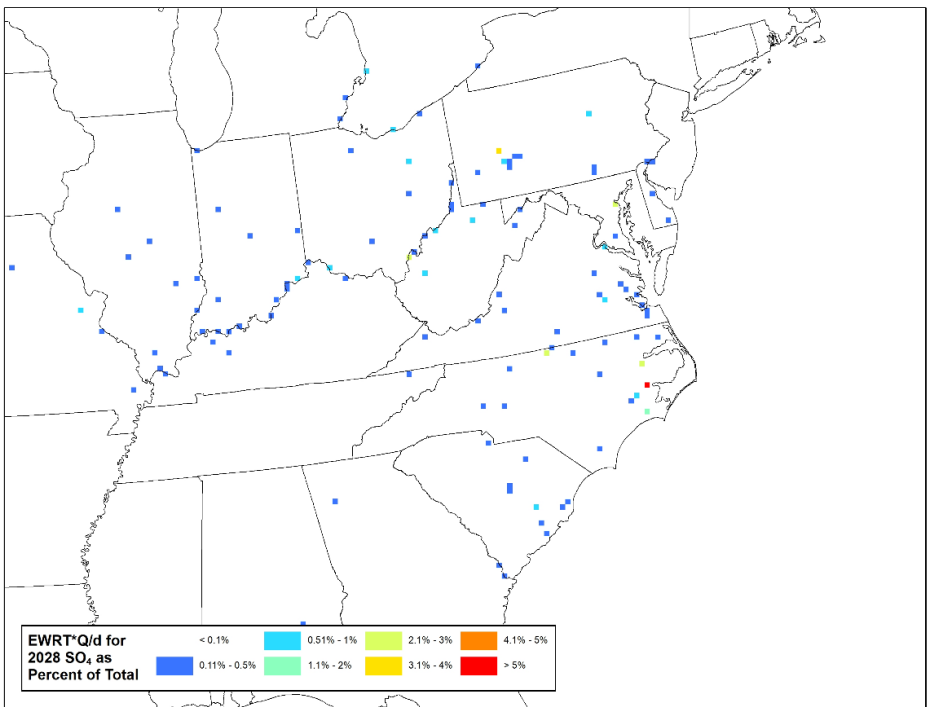 EWRT*Q/d for
2028 SO₄ as
Percent of Total
< 0.1%
0.51% - 1%
2.1% - 3%
4.1% - 5%
0.11% - 0.5%
1.1% - 2%
3.1% - 4%
> 5%